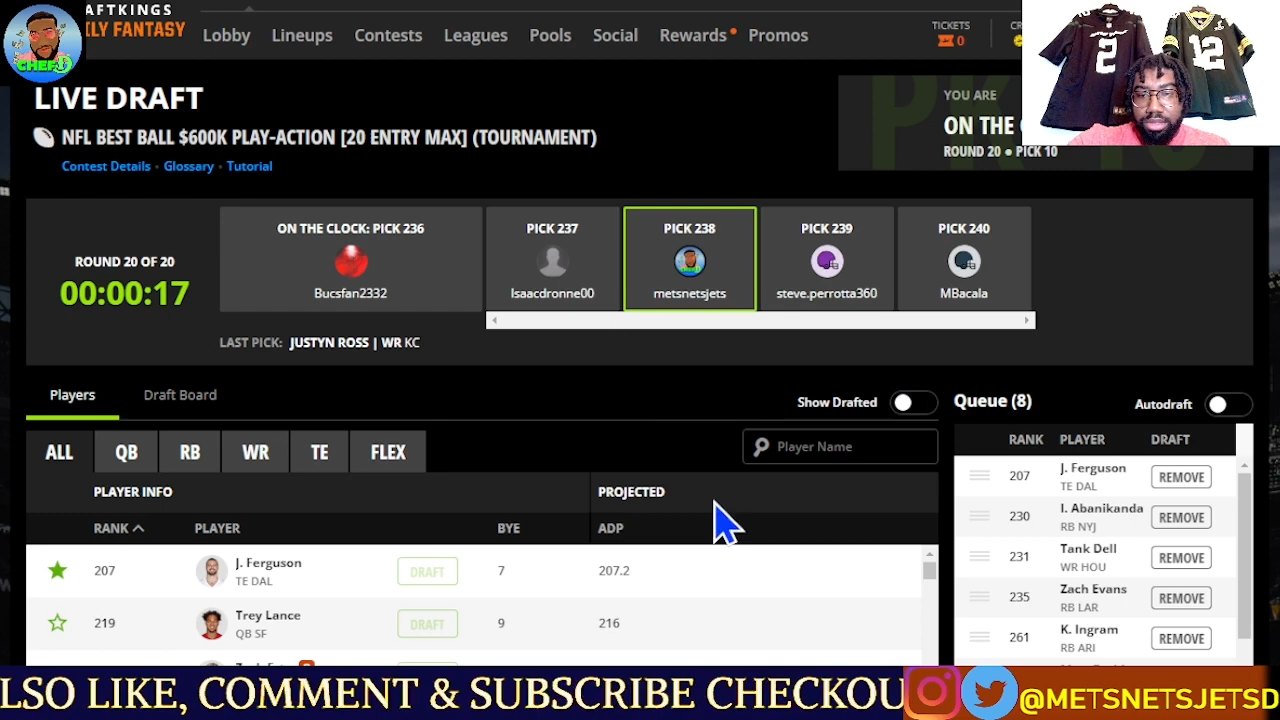 AFTKINGS
LY FANTASY
CHEF
Lobby Lineups Contests Leagues Pools Social Rewards Promos
TICKETS
0
LIVE DRAFT
NFL BEST BALL $600K PLAY-ACTION [20 ENTRY MAX] (TOURNAMENT)
Contest Details • Glossary • Tutorial
YOU ARE
ON THE
ROUND 20 • PICK 10
2
12
ROUND 20 OF 20
00:00:17
ON THE CLOCK: PICK 236
Bucsfan2332
PICK 237
Isaacdronne00
PICK 238
metsnetsjets
PICK 239
steve.perrotta360
PICK 240
MBacala
LAST PICK: JUSTYN ROSS | WR KC
Players Draft Board
Show Drafted
Queue (8)
Autodraft
ALL QB RB WR TE FLEX
Player Name
PLAYER INFO PROJECTED
RANK PLAYER BYE ADP
207 J. Ferguson DRAFT 7 207.2
TE DAL
219 Trey Lance DRAFT 9 216
QB SF
RANK PLAYER DRAFT
207 J. Ferguson REMOVE
TE DAL
230 I. Abanikanda REMOVE
RB NYJ
231 Tank Dell REMOVE
WR HOU
235 Zach Evans REMOVE
RB LAR
261 K. Ingram REMOVE
RB ARI
LSO LIKE, COMMENT & SUBSCRIBE CHECKOU
@METSNETSJETSD